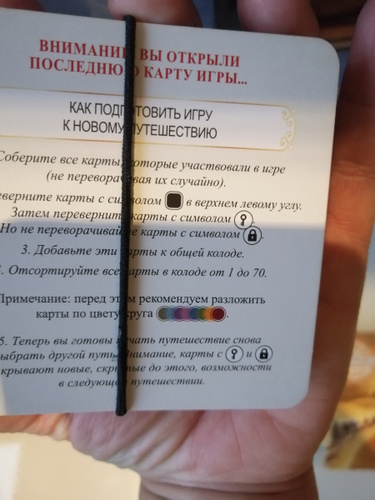 ВНИМАНИЕ ВЫ ОТКРЫЛИ
ПОСЛЕДНЮЮ КАРТУ ИГРЫ...
КАК ПОДГОТОВИТЬ ИГРУ
К НОВОМУ ПУТЕШЕСТВИЮ
Соберите все карты, которые участвовали в игре
(не переворачивая их случайно).
еверните карты с символом в верхнем левому углу.
Затем переверните карты с символом
Но не переворачивайте карты с символом
3. Добавьте эти карты к общей колоде.
. Отсортируйте все карты в колоде от 1 до 70.
Примечание: перед этим рекомендуем разложить
карты по цвету круга
5. Теперь вы готовы начать путешествие снова
ыбрать другой путь. Внимание, карты с и
крывают новые, скрытые до этого, возможности
в следующем путешествии.